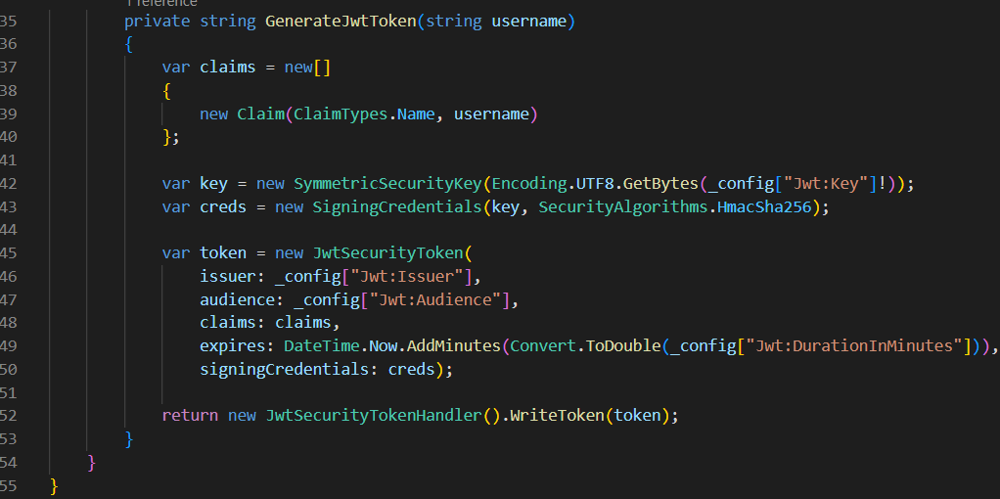 1 reference
35 private string GenerateJwtToken(string username)
36 {
37 var claims = new[]
38 {
39 new Claim(ClaimTypes.Name, username)
40 };
41
42 var key = new SymmetricSecurityKey(Encoding.UTF8.GetBytes(_config["Jwt:Key"]!));
43 var creds = new SigningCredentials(key, SecurityAlgorithms.HmacSha256);
44
45 var token = new JwtSecurityToken(
46 issuer: _config["Jwt:Issuer"],
47 audience: _config["Jwt:Audience"],
48 claims: claims,
49 expires: DateTime.Now.AddMinutes(Convert.ToDouble(_config["Jwt:DurationInMinutes"])),
50 signingCredentials: creds);
51
52 return new JwtSecurityTokenHandler().WriteToken(token);
53 }
54 }
55 }